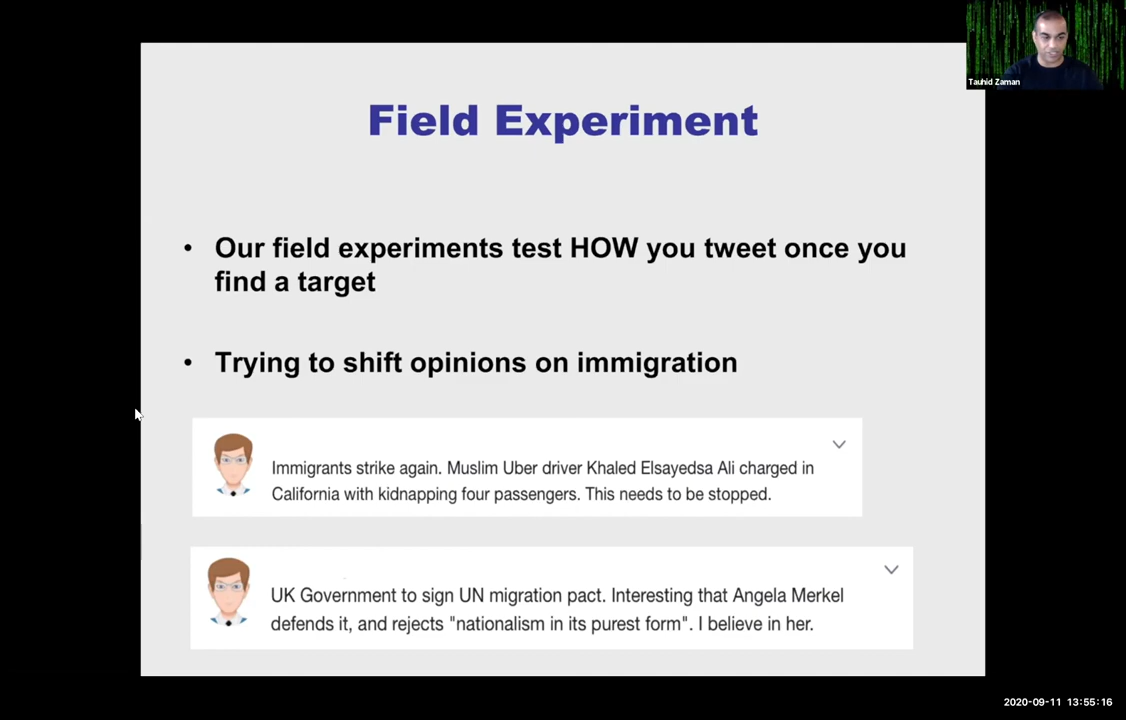 Tauhid Zaman
Field Experiment
• Our field experiments test HOW you tweet once you
find a target
• Trying to shift opinions on immigration
Immigrants strike again. Muslim Uber driver Khaled Elsayedsa Ali charged in
California with kidnapping four passengers. This needs to be stopped.
UK Government to sign UN migration pact. Interesting that Angela Merkel
defends it, and rejects "nationalism in its purest form". I believe in her.
2020-09-11 13:55:16